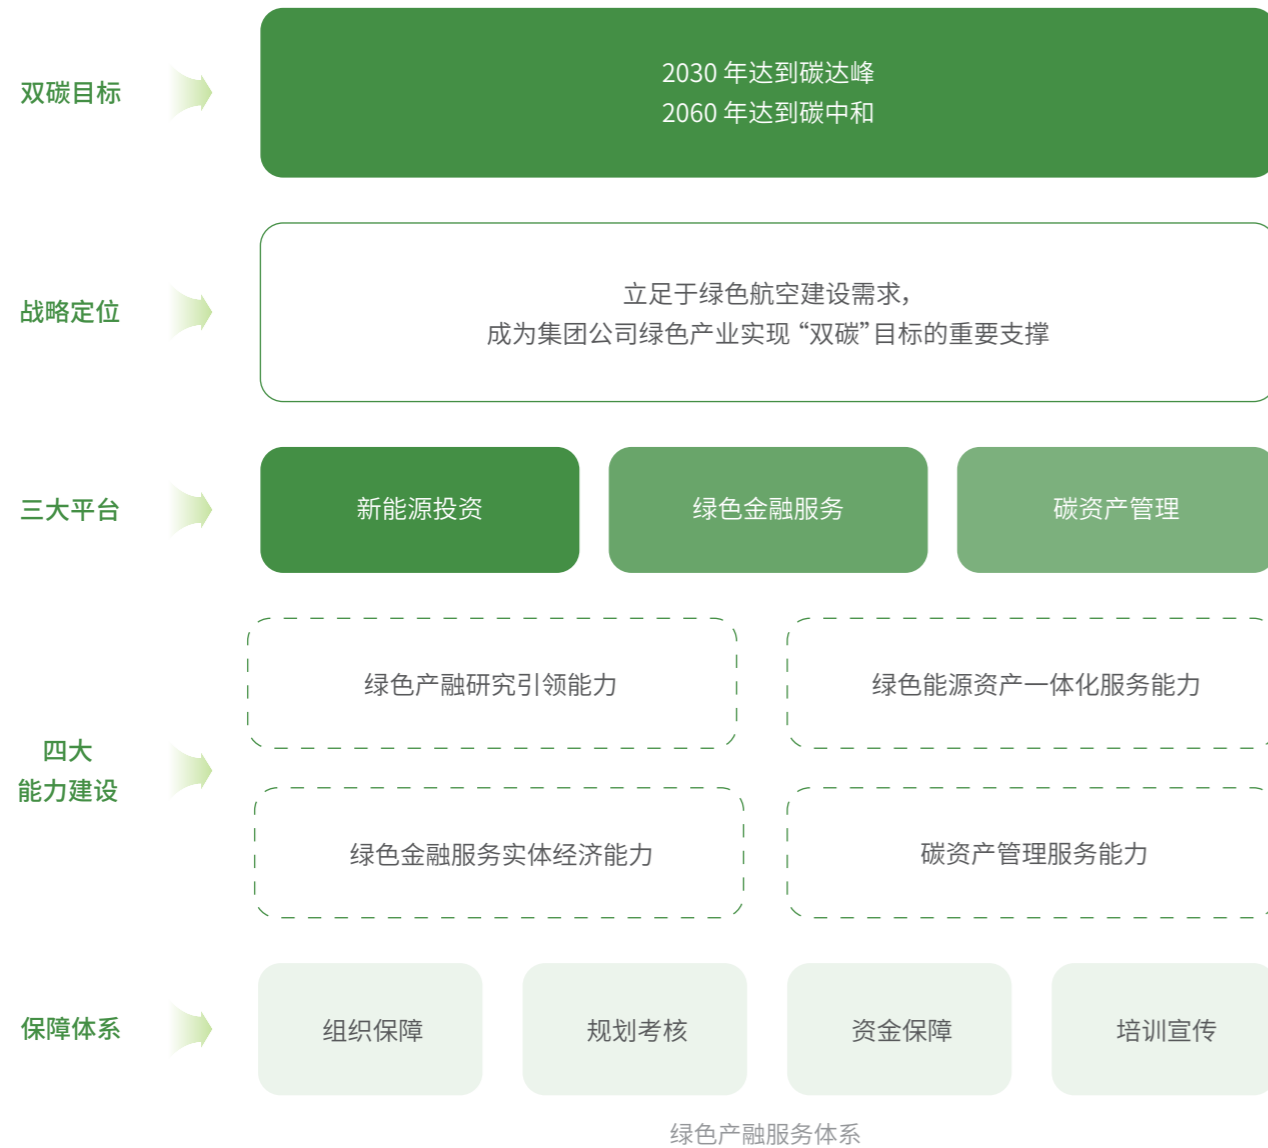 双碳目标
2030 年达到碳达峰
2060 年达到碳中和
战略定位
立足于绿色航空建设需求，
成为集团公司绿色产业实现 “双碳” 目标的重要支撑
三大平台
新能源投资
绿色金融服务
碳资产管理
四大
能力建设
绿色产融研究引领能力
绿色能源资产一体化服务能力
绿色金融服务实体经济能力
碳资产管理服务能力
保障体系
组织保障
规划考核
资金保障
培训宣传
绿色产融服务体系